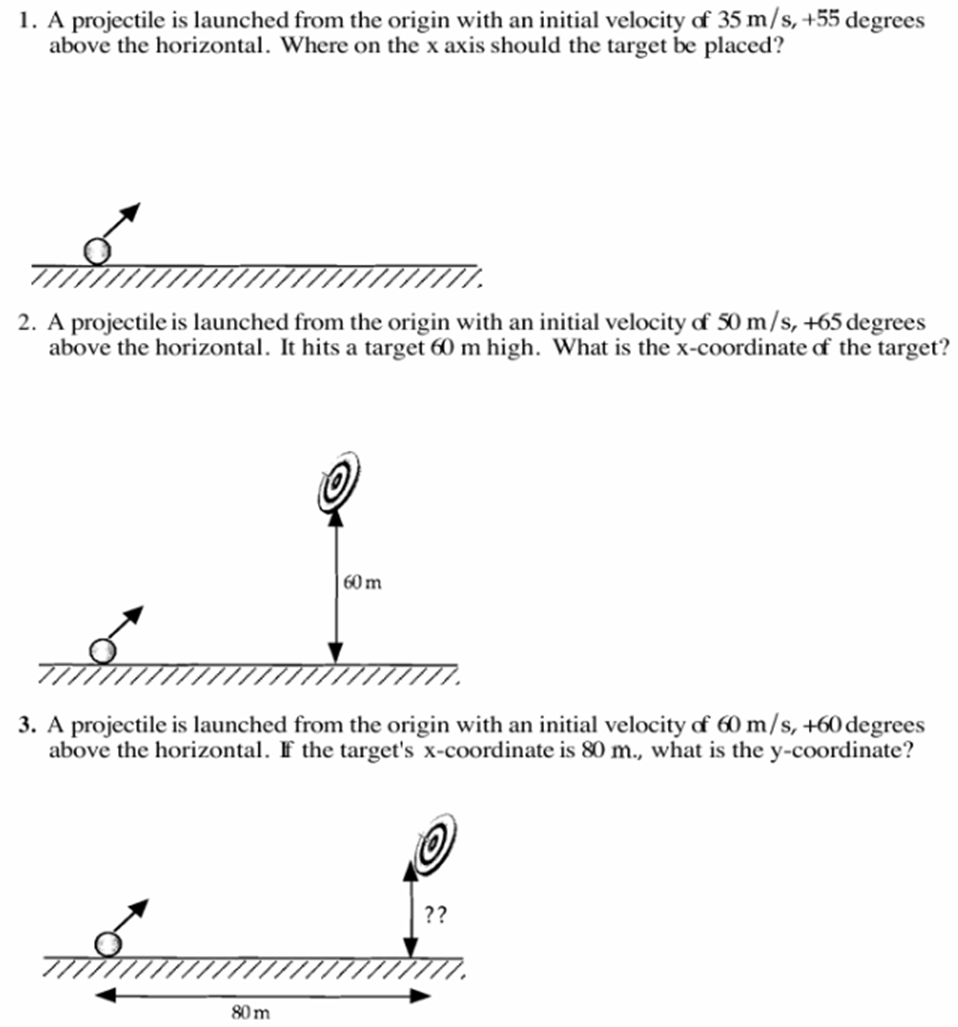 1. A projectile is launched from the origin with an initial velocity of 35 m/s, +55 degrees
above the horizontal. Where on the x axis should the target be placed?
2. A projectile is launched from the origin with an initial velocity of 50 m/s, +65 degrees
above the horizontal. It hits a target 60 m high. What is the x-coordinate of the target?
60 m
3. A projectile is launched from the origin with an initial velocity of 60 m/s, +60 degrees
above the horizontal. If the target's x-coordinate is 80 m., what is the y-coordinate?
??
80 m